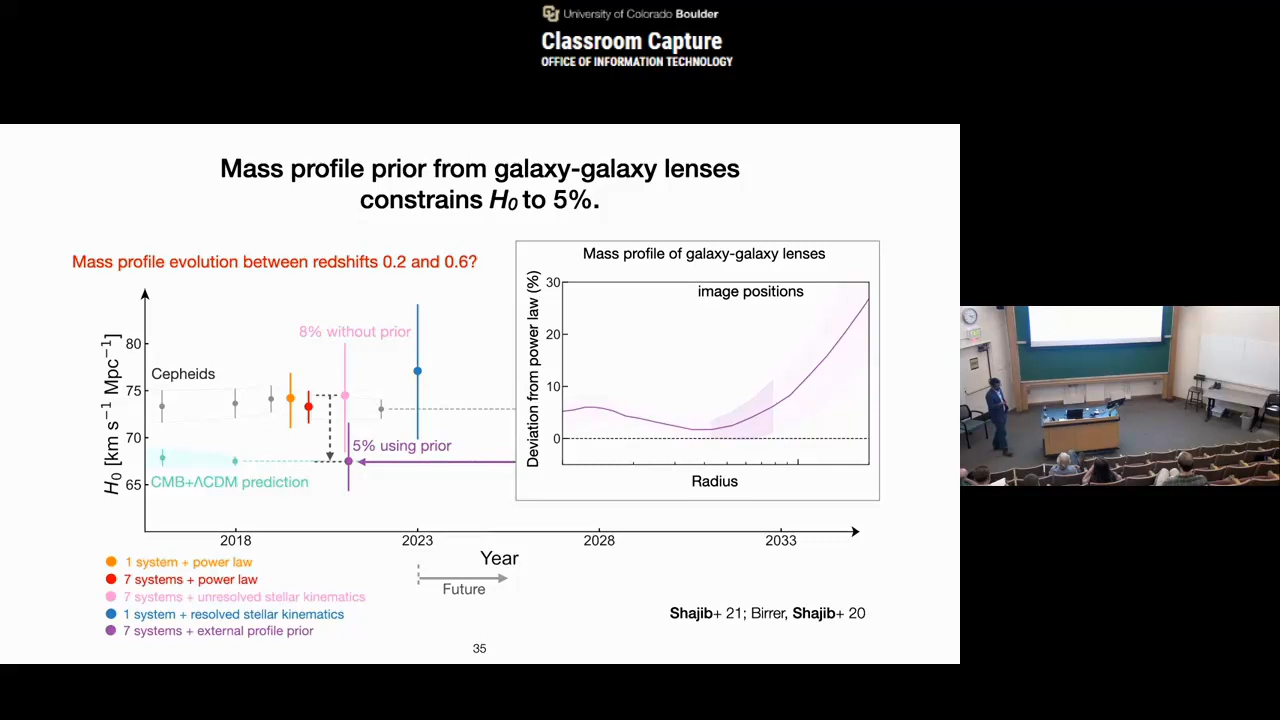 University of Colorado Boulder
Classroom Capture
OFFICE OF INFORMATION TECHNOLOGY
Mass profile prior from galaxy-galaxy lenses
constrains H0 to 5%.
Mass profile evolution between redshifts 0.2 and 0.6?
H0 [km s⁻¹ Mpc⁻¹]
80
75
70
65
Cepheids
8% without prior
5% using prior
CMB+ΛCDM prediction
2018
2023
2028
2033
Year
Future
Mass profile of galaxy-galaxy lenses
Deviation from power law (%)
30
20
10
0
image positions
Radius
1 system + power law
7 systems + power law
7 systems + unresolved stellar kinematics
1 system + resolved stellar kinematics
7 systems + external profile prior
Shajib+ 21; Birrer, Shajib+ 20
35